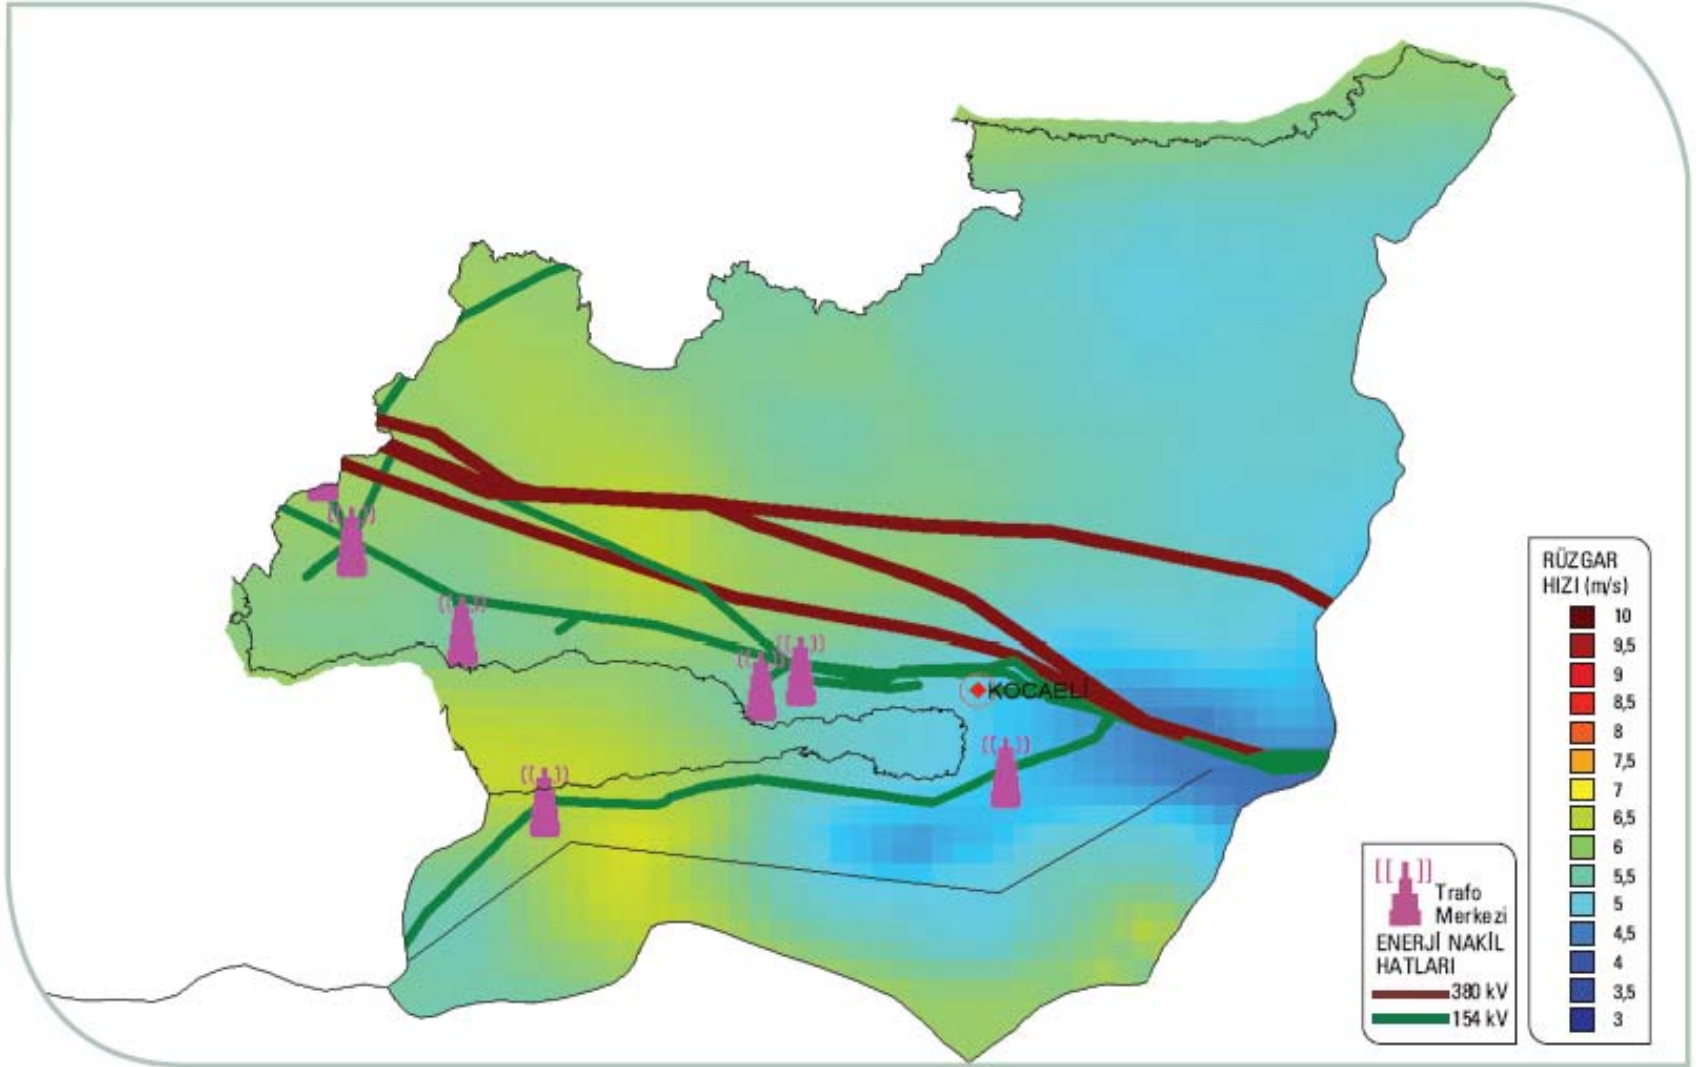 KOCAELİ
RÜZGAR
HIZI (m/s)
10
9,5
9
8,5
8
7,5
7
6,5
6
5,5
5
4,5
4
3,5
3
Trafo
Merkezi
ENERJİ NAKİL
HATLARI
380 kV
154 kV